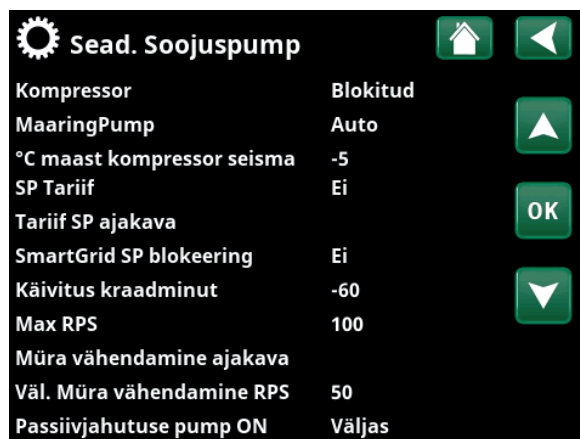 Sead. Soojuspump
Kompressor Blokitud
MaaringPump Auto
°C maast kompressor seisma -5
SP Tariif Ei
Tariif SP ajakava
OK
SmartGrid SP blokeering Ei
Käivitus kraadminut -60
Max RPS 100
Müra vähendamine ajakava
Väl. Müra vähendamine RPS 50
Passiivjahutuse pump ON Väljas